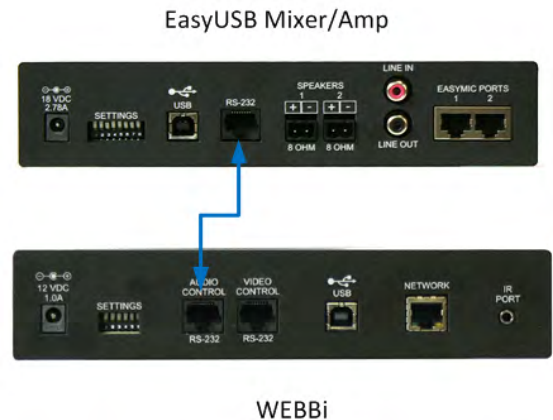 EasyUSB Mixer/Amp
18 VDC
2.78A
SETTINGS
USB
RS-232
SPEAKERS
1 2
+ - + -
8 OHM 8 OHM
LINE IN
LINE OUT
EASYMIC PORTS
1 2
12 VDC
1.0A
SETTINGS
AUDIO
CONTROL
RS-232
VIDEO
CONTROL
RS-232
USB
NETWORK
IR
PORT
WEBBi